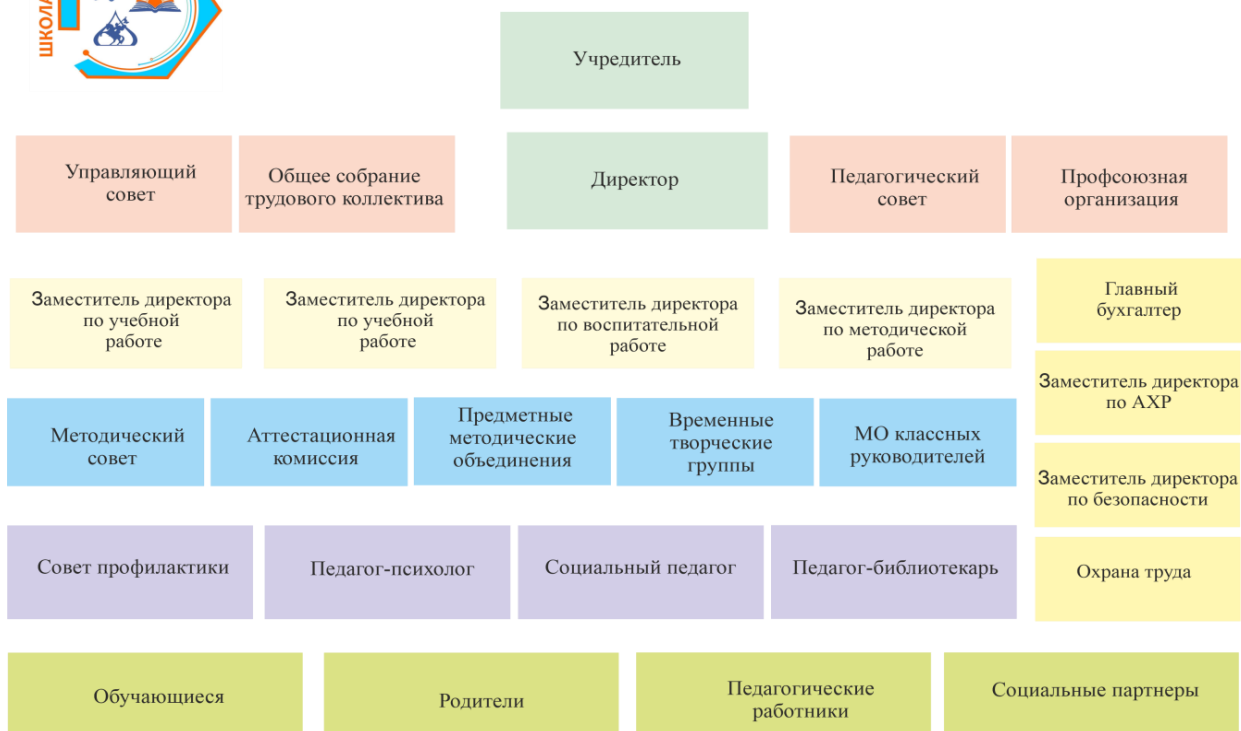 ШКОЛА
Учредитель
Управляющий
совет
Общее собрание
трудового коллектива
Директор
Педагогический
совет
Профсоюзная
организация
Заместитель директора
по учебной
работе
Заместитель директора
по учебной
работе
Заместитель директора
по воспитательной
работе
Заместитель директора
по методической
работе
Главный
бухгалтер
Заместитель директора
по АХР
Заместитель директора
по безопасности
Охрана труда
Методический
совет
Аттестационная
комиссия
Предметные
методические
объединения
Временные
творческие
группы
МО классных
руководителей
Совет профилактики
Педагог-психолог
Социальный педагог
Педагог-библиотекарь
Обучающиеся
Родители
Педагогические
работники
Социальные партнеры